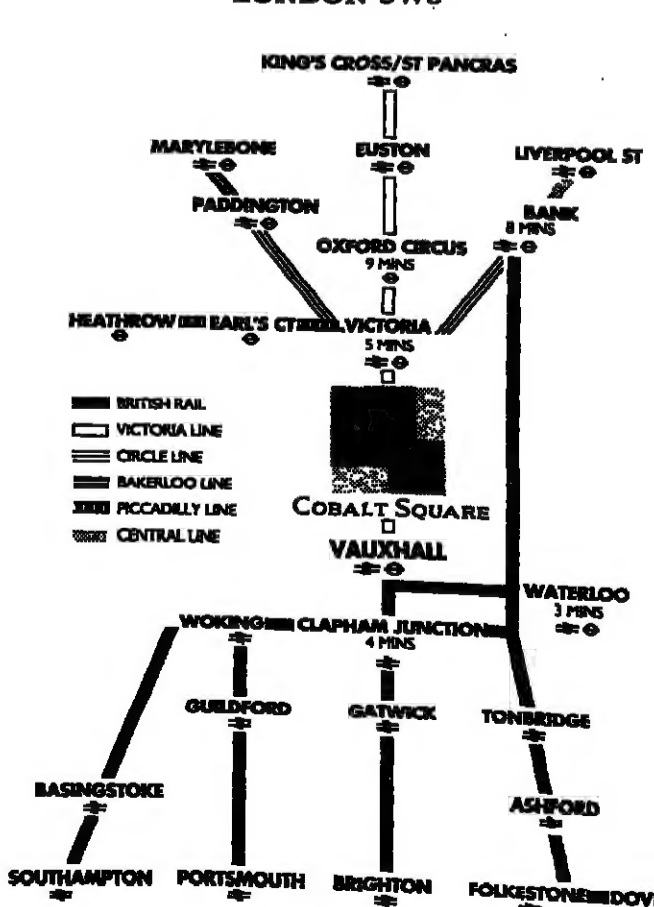 KING'S CROSS/ST PANCRAS
MARYLEBONE
EUSTON
LIVERPOOL ST
PADDINGTON
BANK
8 MINS
OXFORD CIRCUS
9 MINS
HEATHROW
EARL'S CT
VICTORIA
5 MINS
BRITISH RAIL
VICTORIA LINE
CIRCLE LINE
BAKERLOO LINE
PICCADILLY LINE
CENTRAL LINE
COBALT SQUARE
VAUXHALL
WATERLOO
3 MINS
WOKING
CLAPHAM JUNCTION
4 MINS
GUILDFORD
GATWICK
TONBRIDGE
BASINGSTOKE
ASHFORD
SOUTHAMPTON
PORTSMOUTH
BRIGHTON
FOLKESTONE